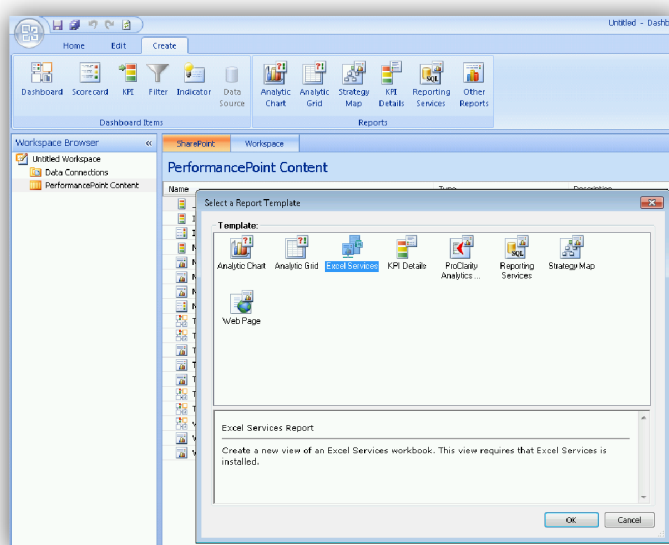 Untitled - Dashb
Home Edit Create
Dashboard Scorecard KPI Filter Indicator Data Source Analytic Chart Analytic Grid Strategy Map KPI Details Reporting Services Other Reports
Dashboard Items Reports
Workspace Browser «
SharePoint Workspace
Untitled Workspace
Data Connections
PerformancePoint Content
PerformancePoint Content
Name Type Description
Select a Report Template
Template:
Analytic Chart Analytic Grid Excel Services KPI Details ProClarity Analytics ... Reporting Services Strategy Map
Web Page
Excel Services Report
Create a new view of an Excel Services workbook. This view requires that Excel Services is
installed.
OK Cancel